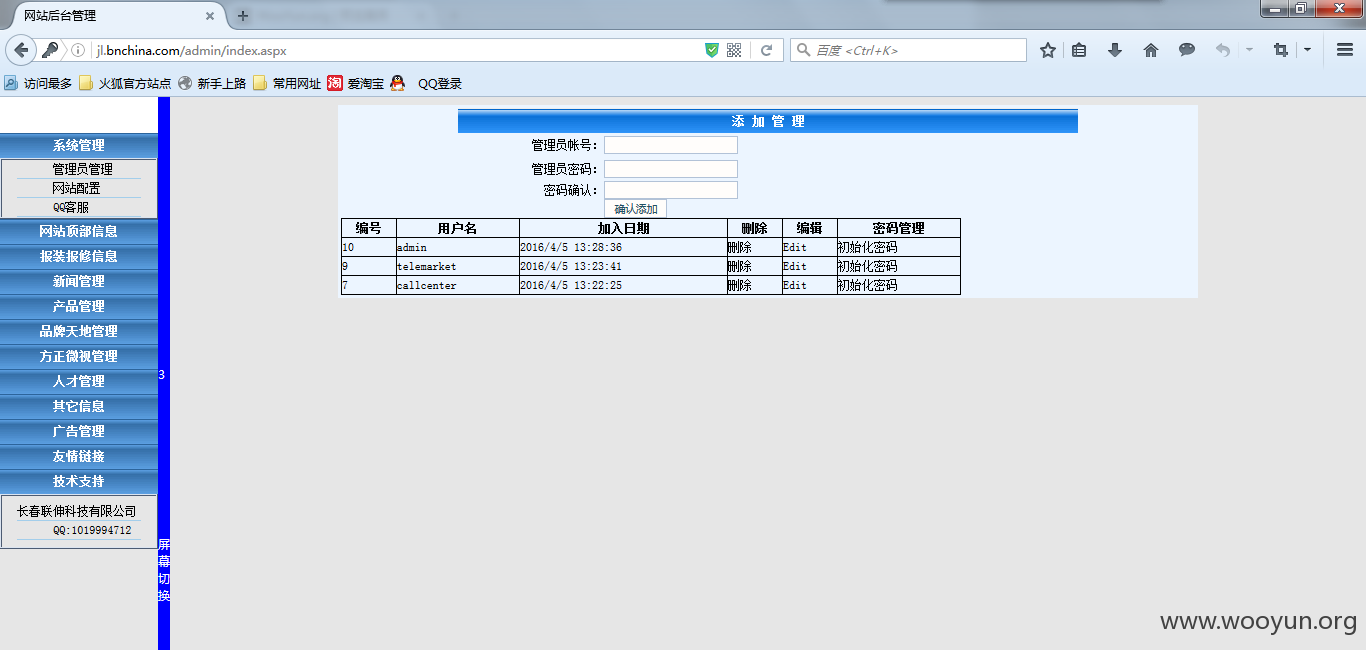 网站后台管理
jl.bnchina.com/admin/index.aspx
百度 <Ctrl+K>
访问最多 火狐官方站点 新手上路 常用网址 淘 爱淘宝 QQ登录
系统管理
管理员管理
网站配置
QQ客服
网站顶部信息
报装报修信息
新闻管理
产品管理
品牌天地管理
方正微视管理
人才管理
其它信息
广告管理
友情链接
技术支持
长春联伸科技有限公司
QQ:1019994712
3
屏
幕
切
换
添 加 管 理
管理员帐号：
管理员密码：
密码确认：
确认添加
编号 用户名 加入日期 删除 编辑 密码管理
10 admin 2016/4/5 13:28:36 删除 Edit 初始化密码
9 telemarket 2016/4/5 13:23:41 删除 Edit 初始化密码
7 callcenter 2016/4/5 13:22:25 删除 Edit 初始化密码
www.wooyun.org